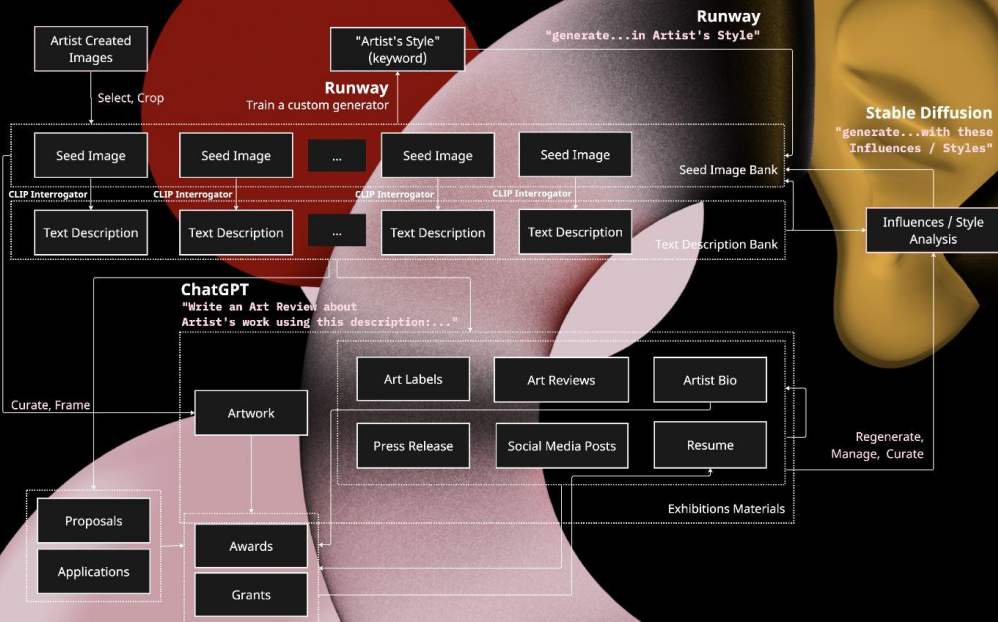 Runway
"generate...in Artist's Style"
Artist Created
Images
"Artist's Style"
(keyword)
Select, Crop
Runway
Train a custom generator
Stable Diffusion
"generate...with these
Influences / Styles"
Seed Image
Seed Image
...
Seed Image
Seed Image
Seed Image Bank
CLIP Interrogator
CLIP Interrogator
CLIP Interrogator
CLIP Interrogator
Text Description
Text Description
...
Text Description
Text Description
Text Description Bank
Influences / Style
Analysis
ChatGPT
"Write an Art Review about
Artist's work using this description:..."
Art Labels
Art Reviews
Artist Bio
Curate, Frame
Artwork
Press Release
Social Media Posts
Resume
Regenerate,
Manage, Curate
Exhibitions Materials
Proposals
Applications
Awards
Grants